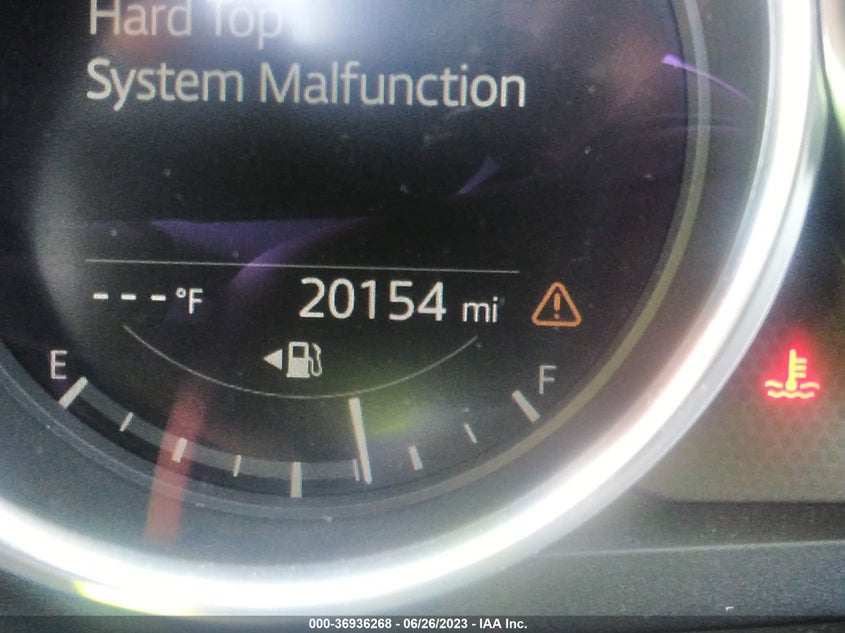 Hard Top
System Malfunction
---°F 20154 mi
E F
000-36936268 - 06/26/2023 - IAA Inc.